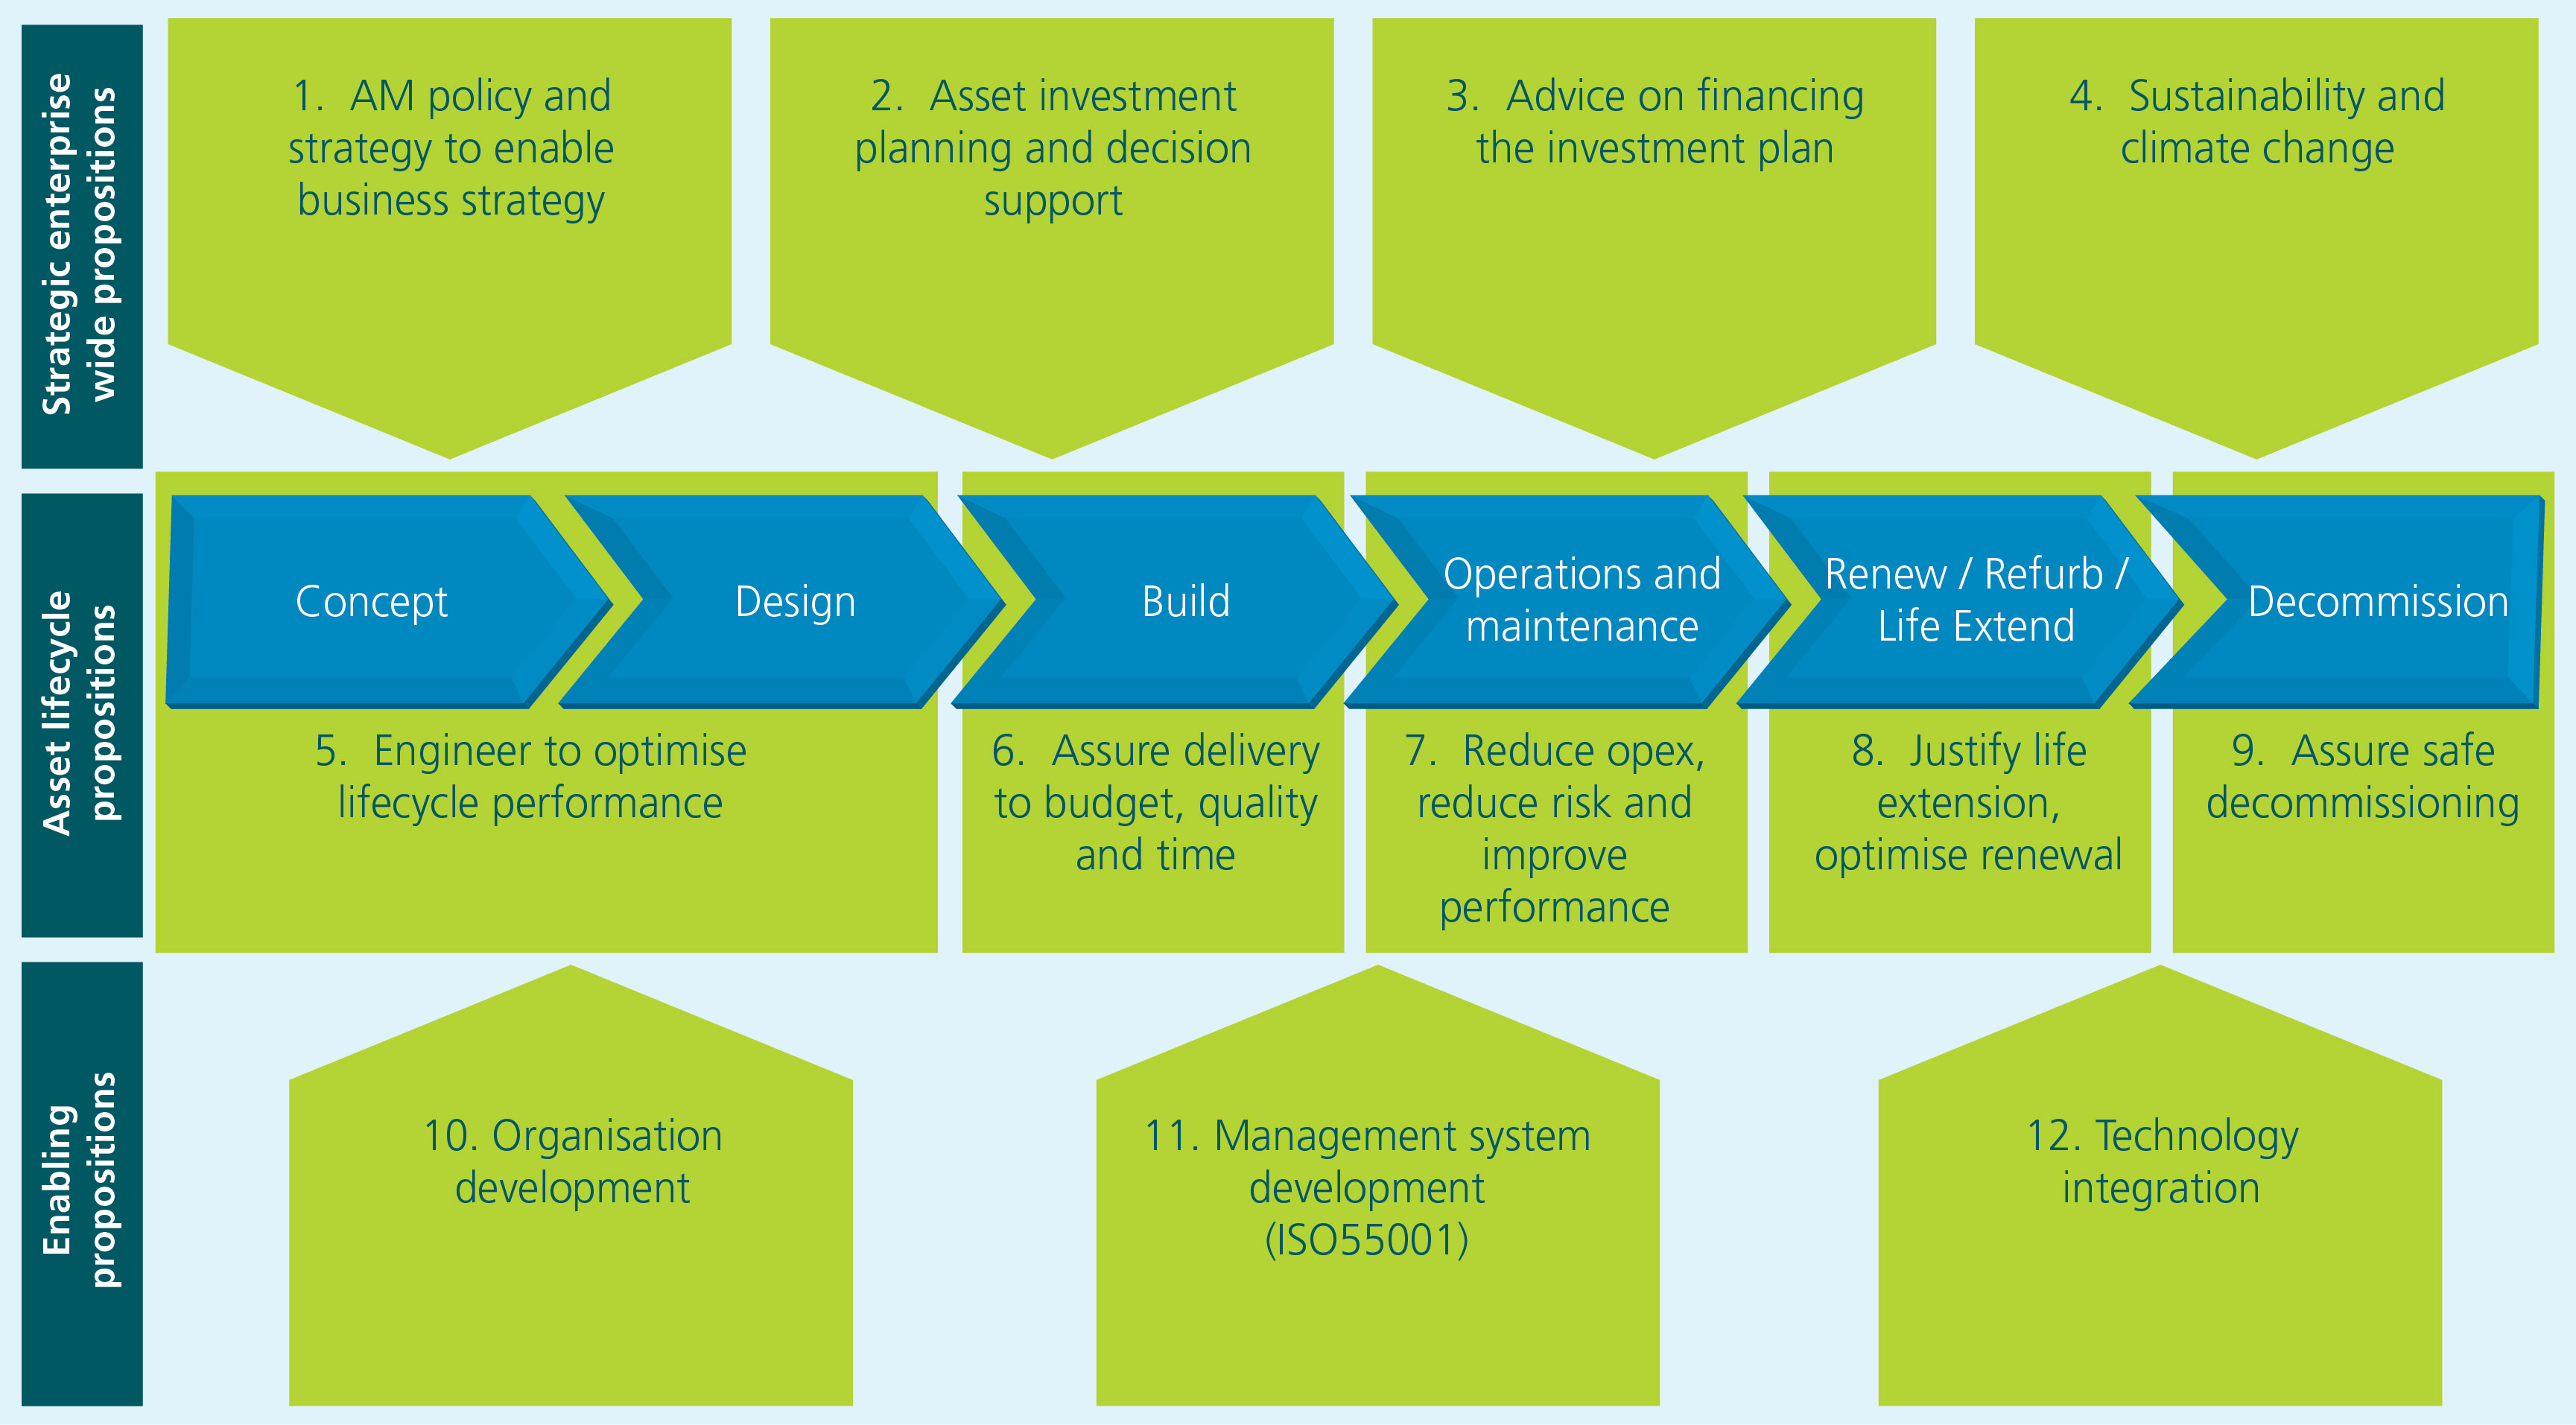 Strategic enterprise
wide propositions
1. AM policy and
strategy to enable
business strategy
2. Asset investment
planning and decision
support
3. Advice on financing
the investment plan
4. Sustainability and
climate change
Asset lifecycle
propositions
Concept
Design
Build
Operations and
maintenance
Renew / Refurb /
Life Extend
Decommission
5. Engineer to optimise
lifecycle performance
6. Assure delivery
to budget, quality
and time
7. Reduce opex,
reduce risk and
improve
performance
8. Justify life
extension,
optimise renewal
9. Assure safe
decommissioning
Enabling
propositions
10. Organisation
development
11. Management system
development
(ISO55001)
12. Technology
integration